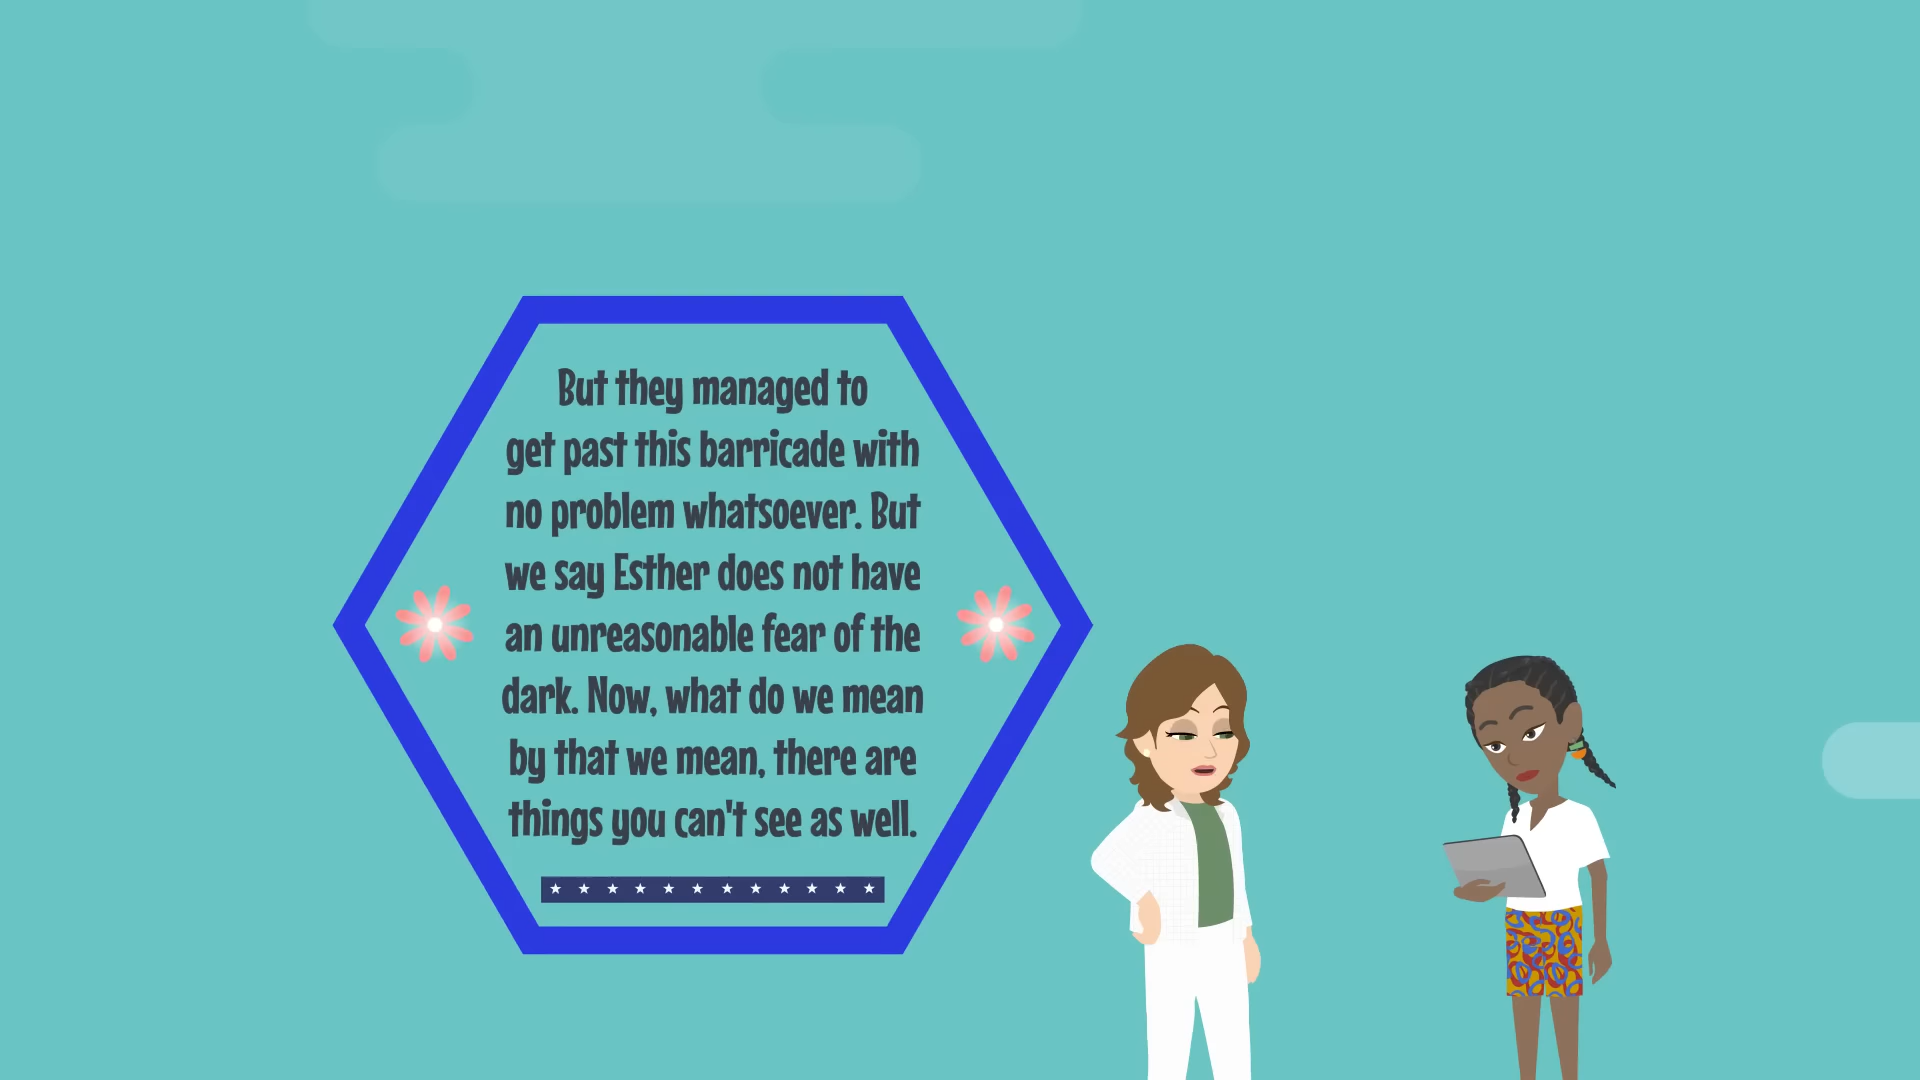 But they managed to
get past this barricade with
no problem whatsoever. But
we say Esther does not have
an unreasonable fear of the
dark. Now, what do we mean
by that we mean, there are
things you can't see as well.